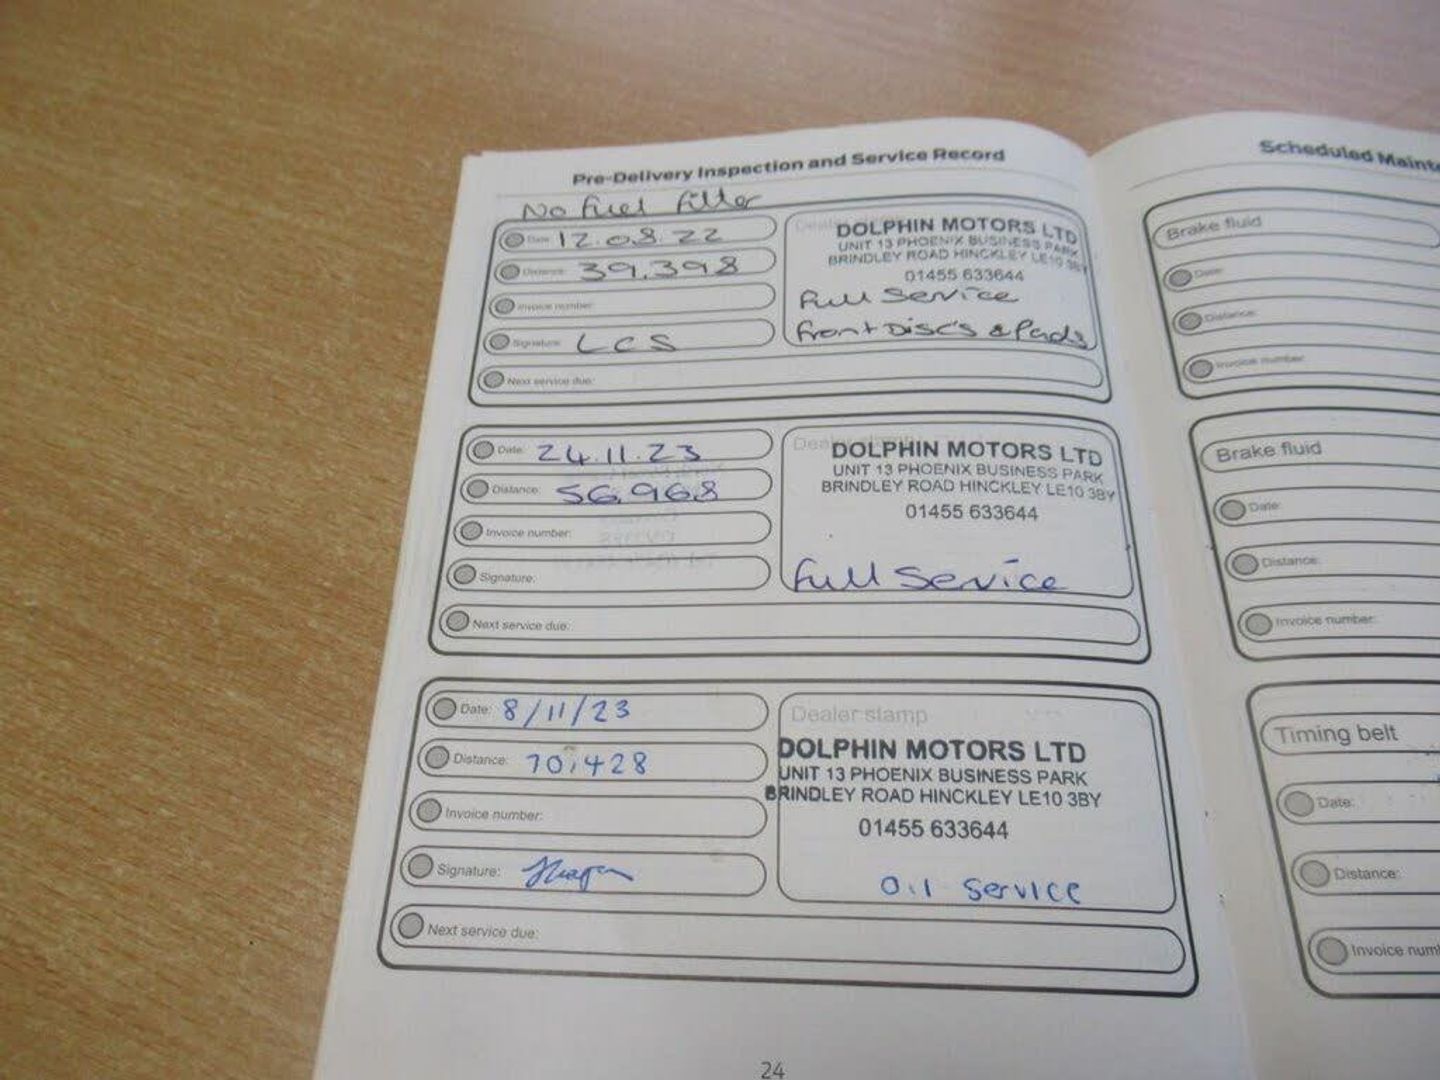 Pre-Delivery Inspection and Service Record
No Fuel Filter
Date: 12.08.22
Distance: 39.398
Invoice number:
Signature: LCS
Next service due:
Dealer stamp
DOLPHIN MOTORS LTD
UNIT 13 PHOENIX BUSINESS PARK
BRINDLEY ROAD HINCKLEY LE10 3BY
01455 633644
Full Service
Front Disc's & Pads
Date: 24.11.23
Distance: 56.968
Invoice number:
Signature:
Next service due:
Dealer stamp
DOLPHIN MOTORS LTD
UNIT 13 PHOENIX BUSINESS PARK
BRINDLEY ROAD HINCKLEY LE10 3BY
01455 633644
Full Service
Date: 8/11/23
Distance: 70,428
Invoice number:
Signature:
Next service due:
Dealer stamp
DOLPHIN MOTORS LTD
UNIT 13 PHOENIX BUSINESS PARK
BRINDLEY ROAD HINCKLEY LE10 3BY
01455 633644
Oil Service
24
Scheduled Mainte
Brake fluid
Date:
Distance:
Invoice number:
Brake fluid
Date:
Distance:
Invoice number:
Timing belt
Date:
Distance:
Invoice num